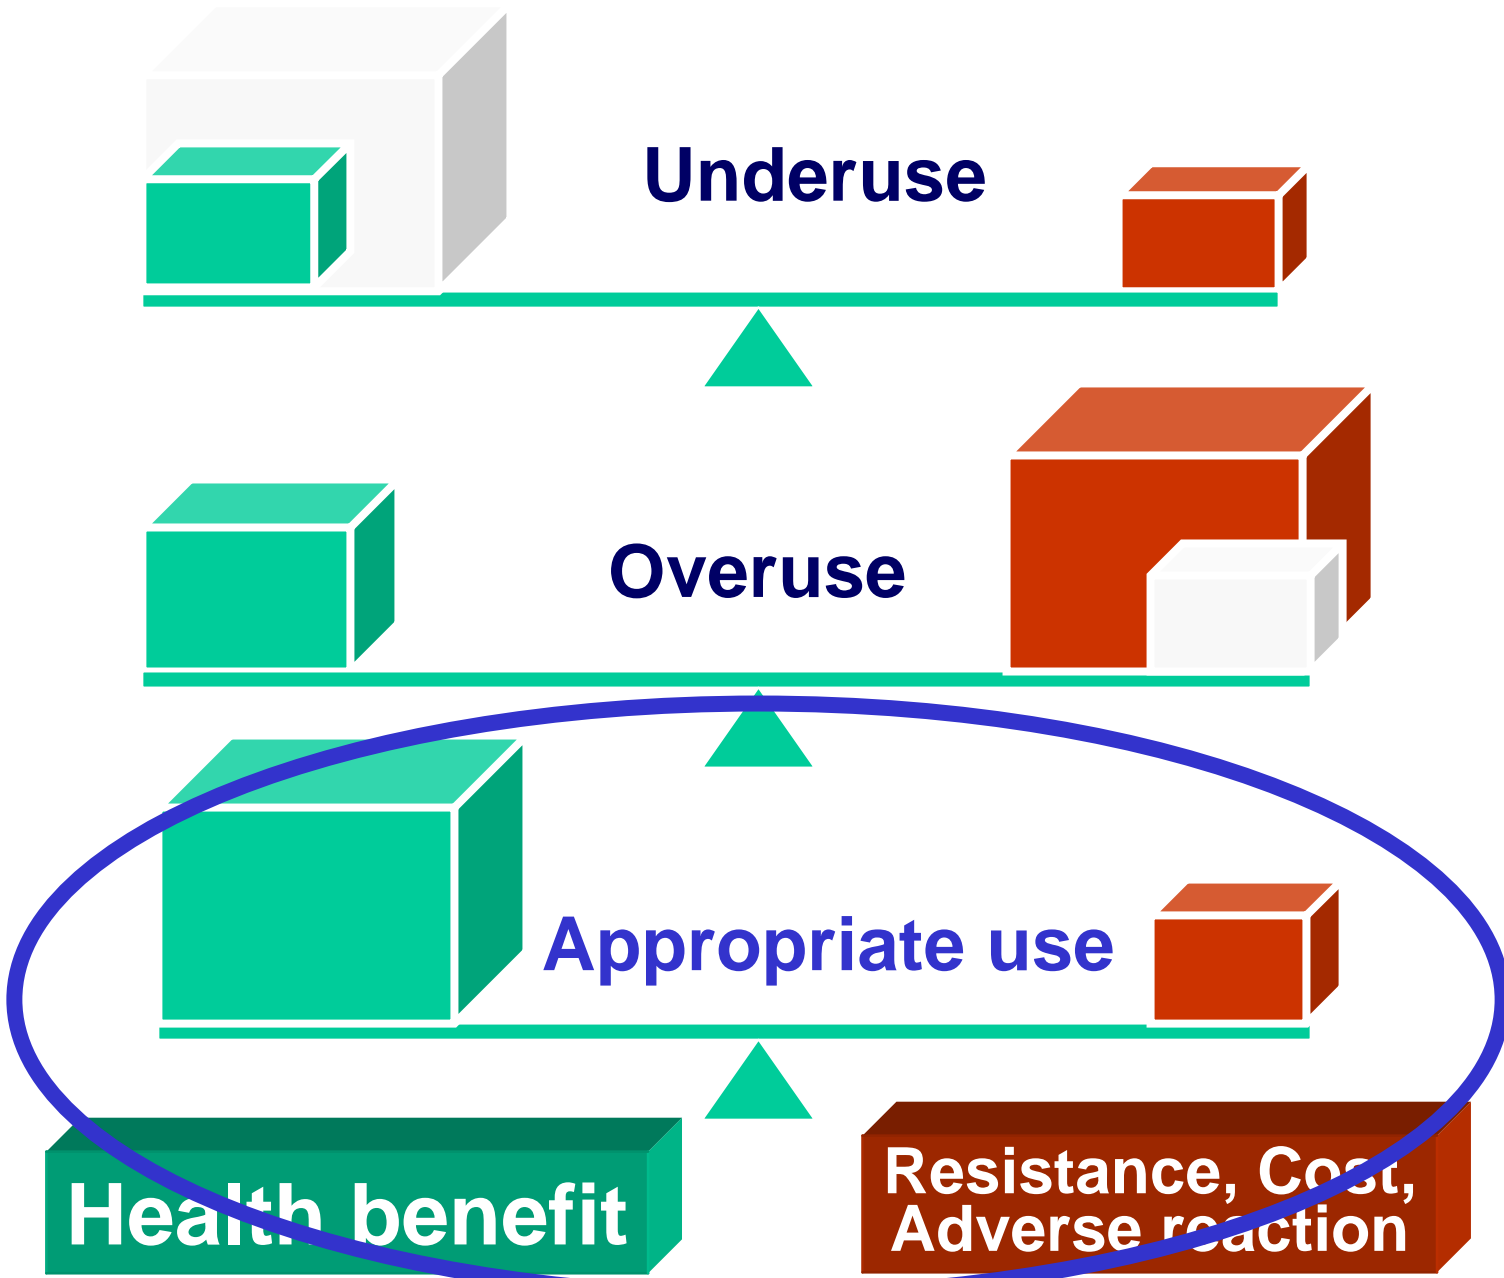 Underuse
Overuse
Appropriate use
Health benefit
Resistance, Cost,
Adverse reaction